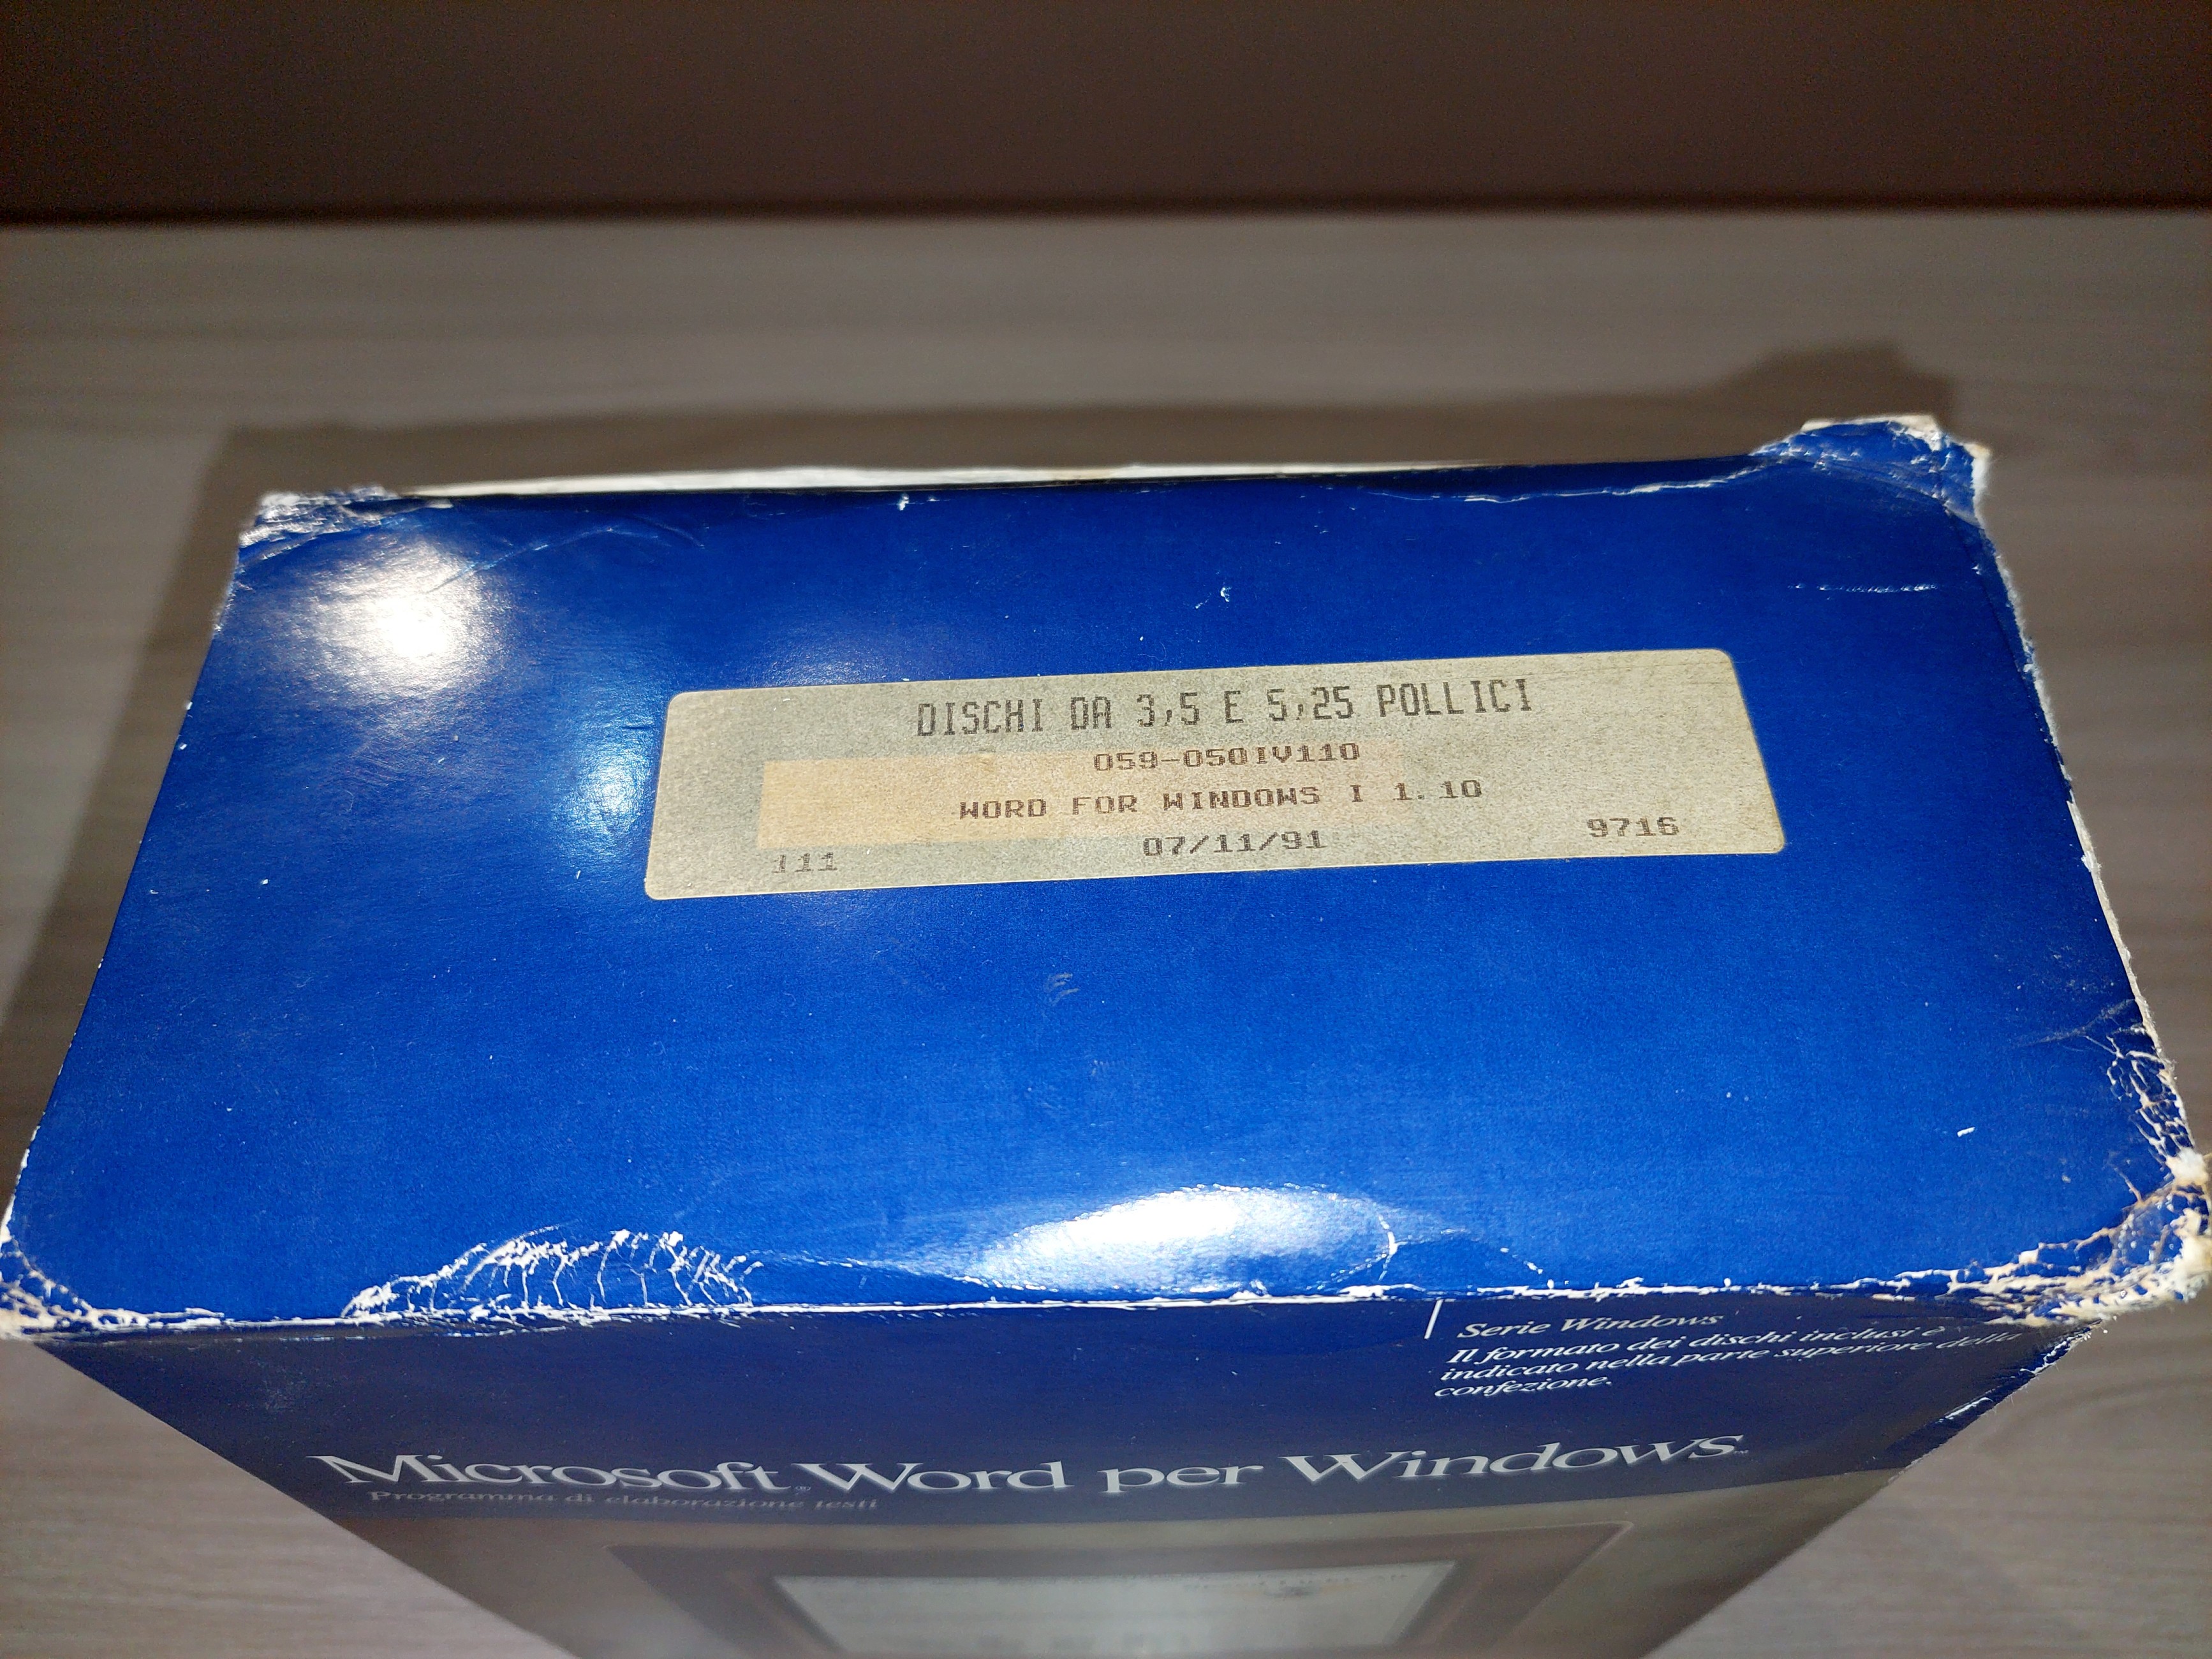 DISCHI DA 3,5 E 5,25 POLLICI
059-050IV110
WORD FOR WINDOWS I 1.10
111 07/11/91 9716
Serie Windows
Il formato dei dischi inclusi è
indicato nella parte superiore della
confezione.
Microsoft® Word per Windows™
Programma di elaborazione testi